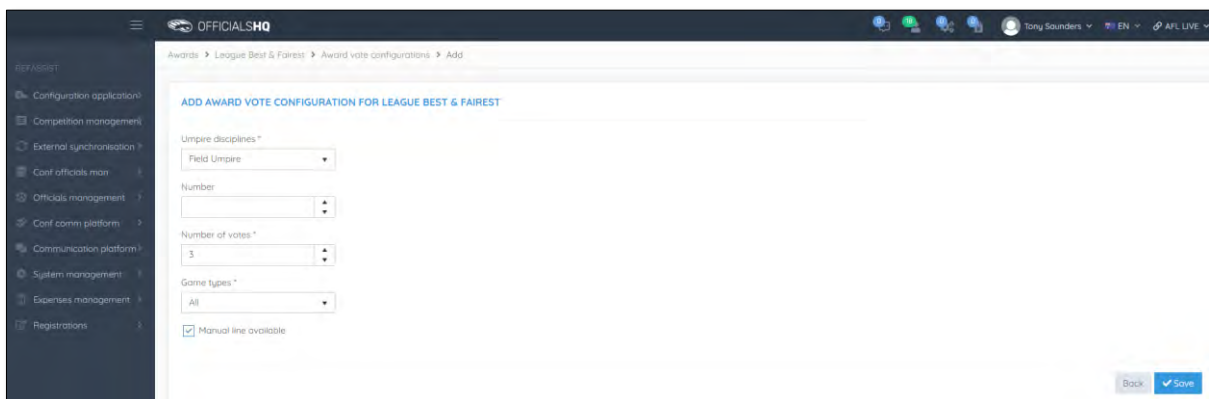 OFFICIALSHQ
Tony Saunders
EN
AFL LIVE
Awards > League Best & Fairest > Award vote configurations > Add
REFASSIST
Configuration application
Competition management
External synchronisation
Conf officials man
Officials management
Conf comm platform
Communication platform
System management
Expenses management
Registrations
ADD AWARD VOTE CONFIGURATION FOR LEAGUE BEST & FAIREST
Umpire disciplines *
Field Umpire
Number
Number of votes *
3
Game types *
All
Manual line available
Back
Save